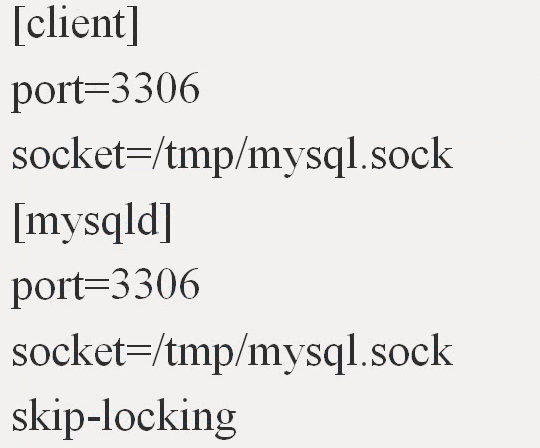 [client]
port=3306
socket=/tmp/mysql.sock
[mysqld]
port=3306
socket=/tmp/mysql.sock
skip-locking